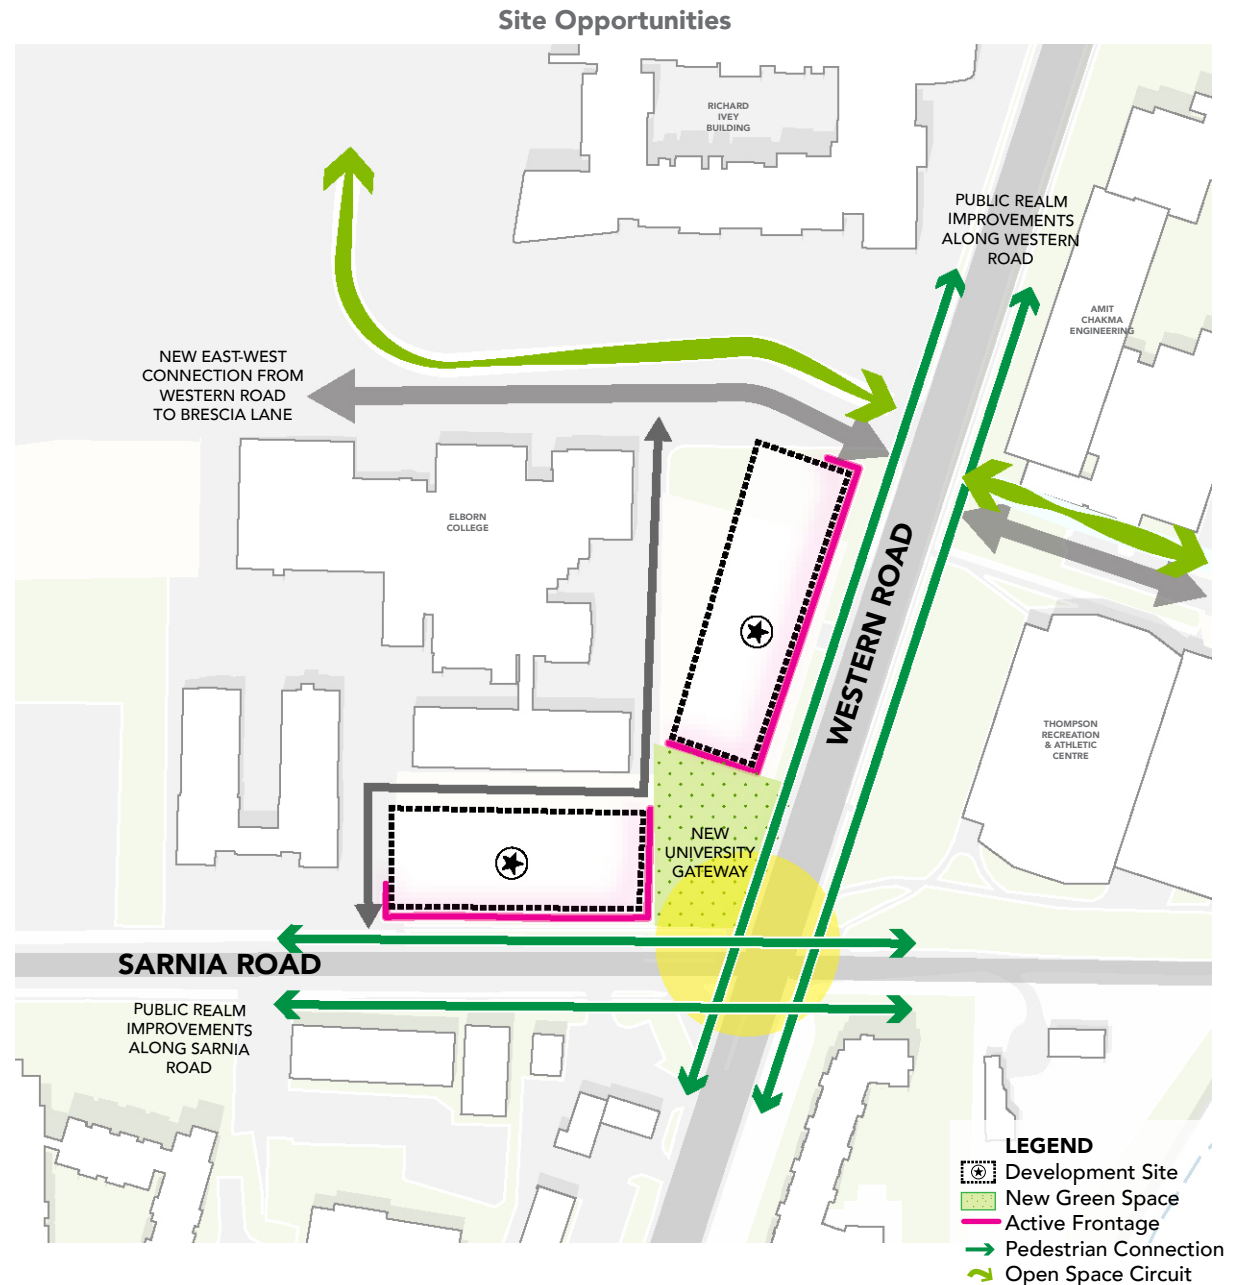 Site Opportunities
RICHARD
IVEY
BUILDING
PUBLIC REALM
IMPROVEMENTS
ALONG WESTERN
ROAD
AMIT
CHAKMA
ENGINEERING
NEW EAST-WEST
CONNECTION FROM
WESTERN ROAD
TO BRESCIA LANE
ELBORN
COLLEGE
WESTERN ROAD
THOMPSON
RECREATION
& ATHLETIC
CENTRE
NEW
UNIVERSITY
GATEWAY
SARNIA ROAD
PUBLIC REALM
IMPROVEMENTS
ALONG SARNIA
ROAD
LEGEND
Development Site
New Green Space
Active Frontage
Pedestrian Connection
Open Space Circuit